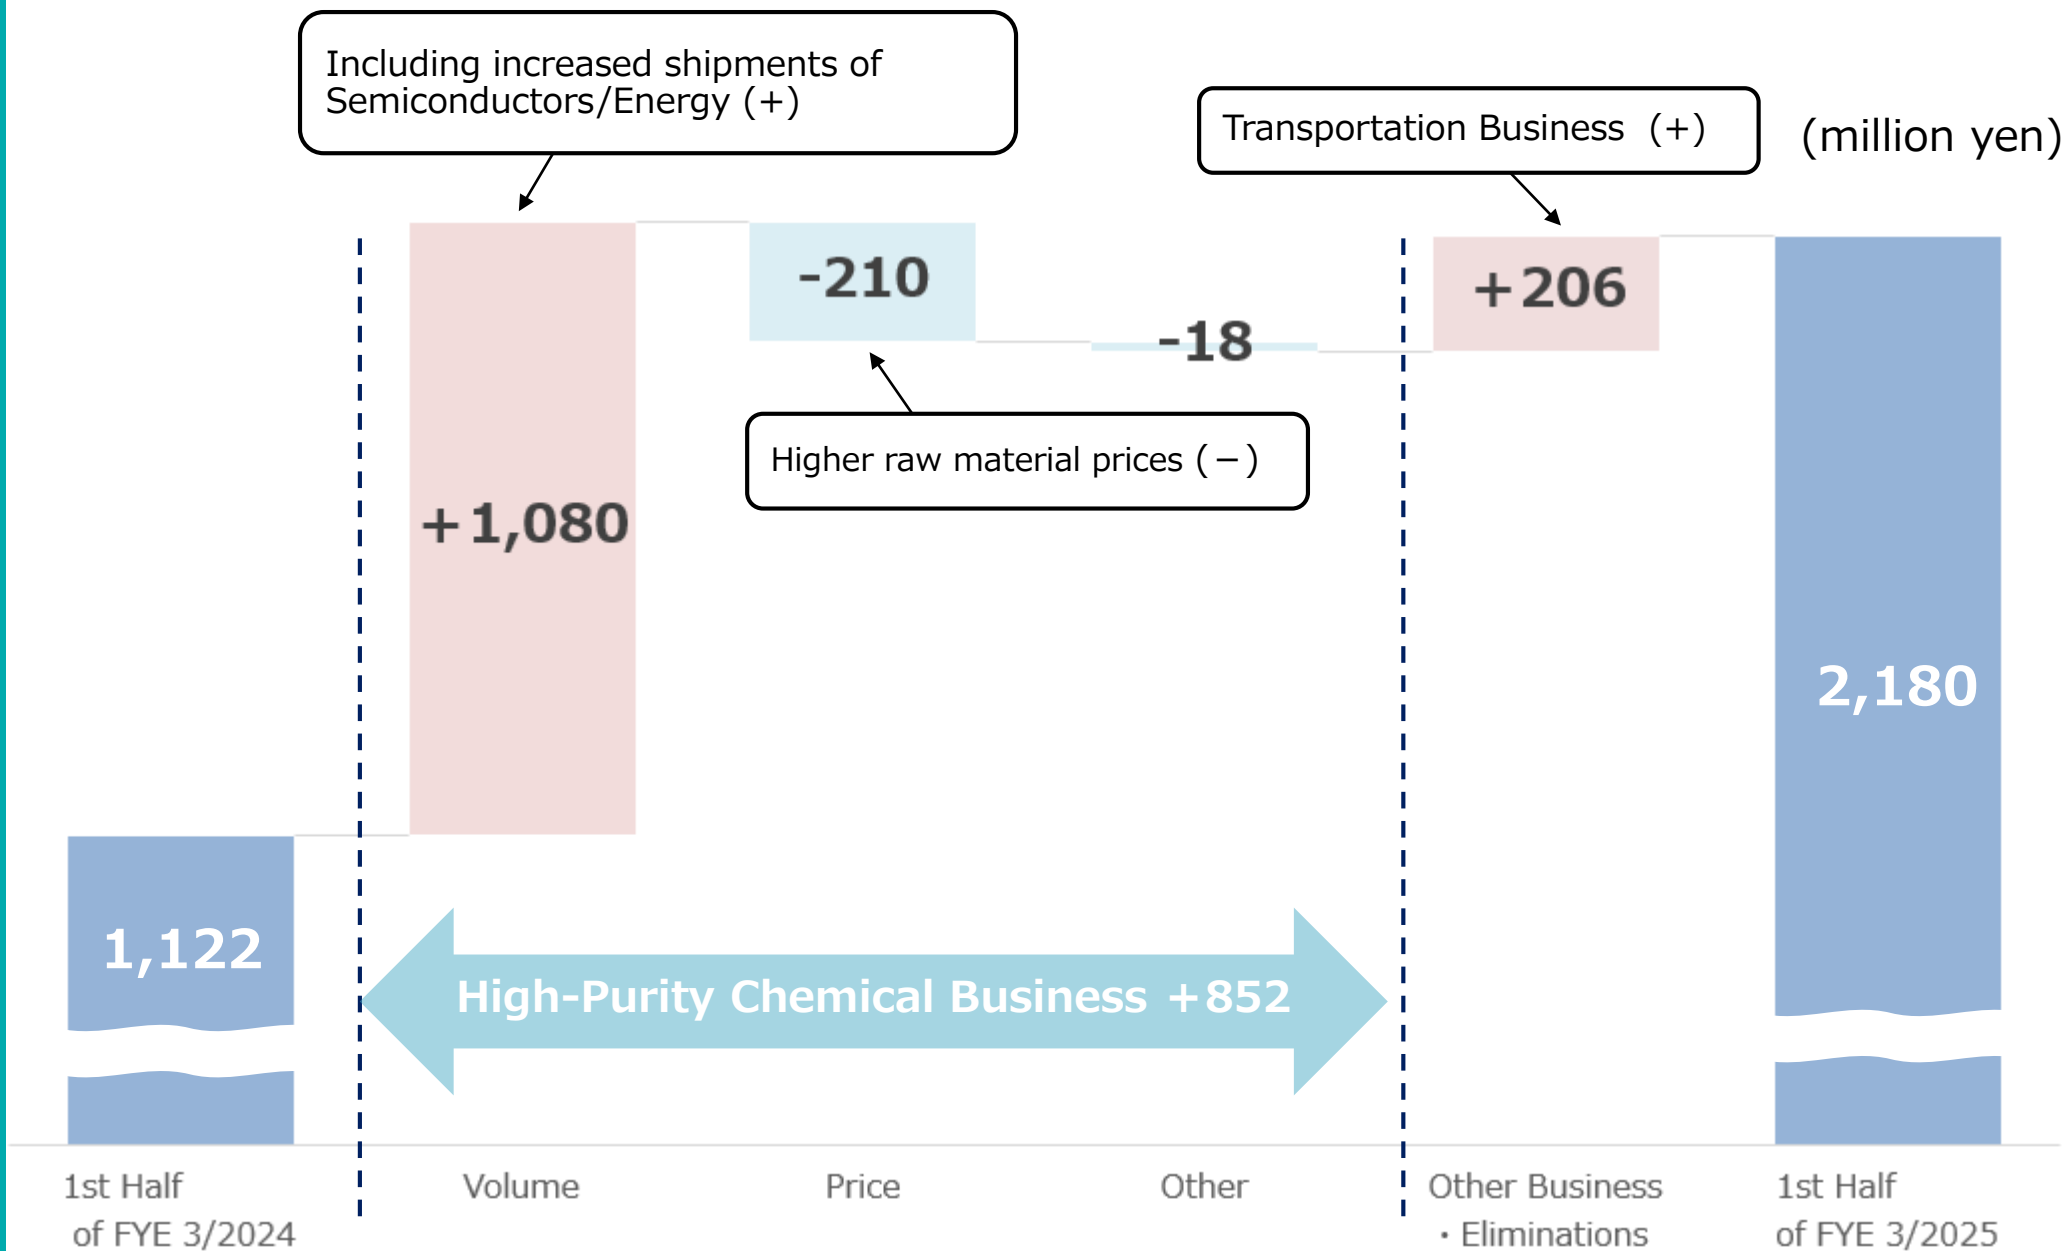 Including increased shipments of
Semiconductors/Energy (+)
Transportation Business (+)
(million yen)
-210
+206
-18
Higher raw material prices (－)
+1,080
2,180
1,122
High-Purity Chemical Business +852
1st Half
of FYE 3/2024
Volume
Price
Other
Other Business
・Eliminations
1st Half
of FYE 3/2025